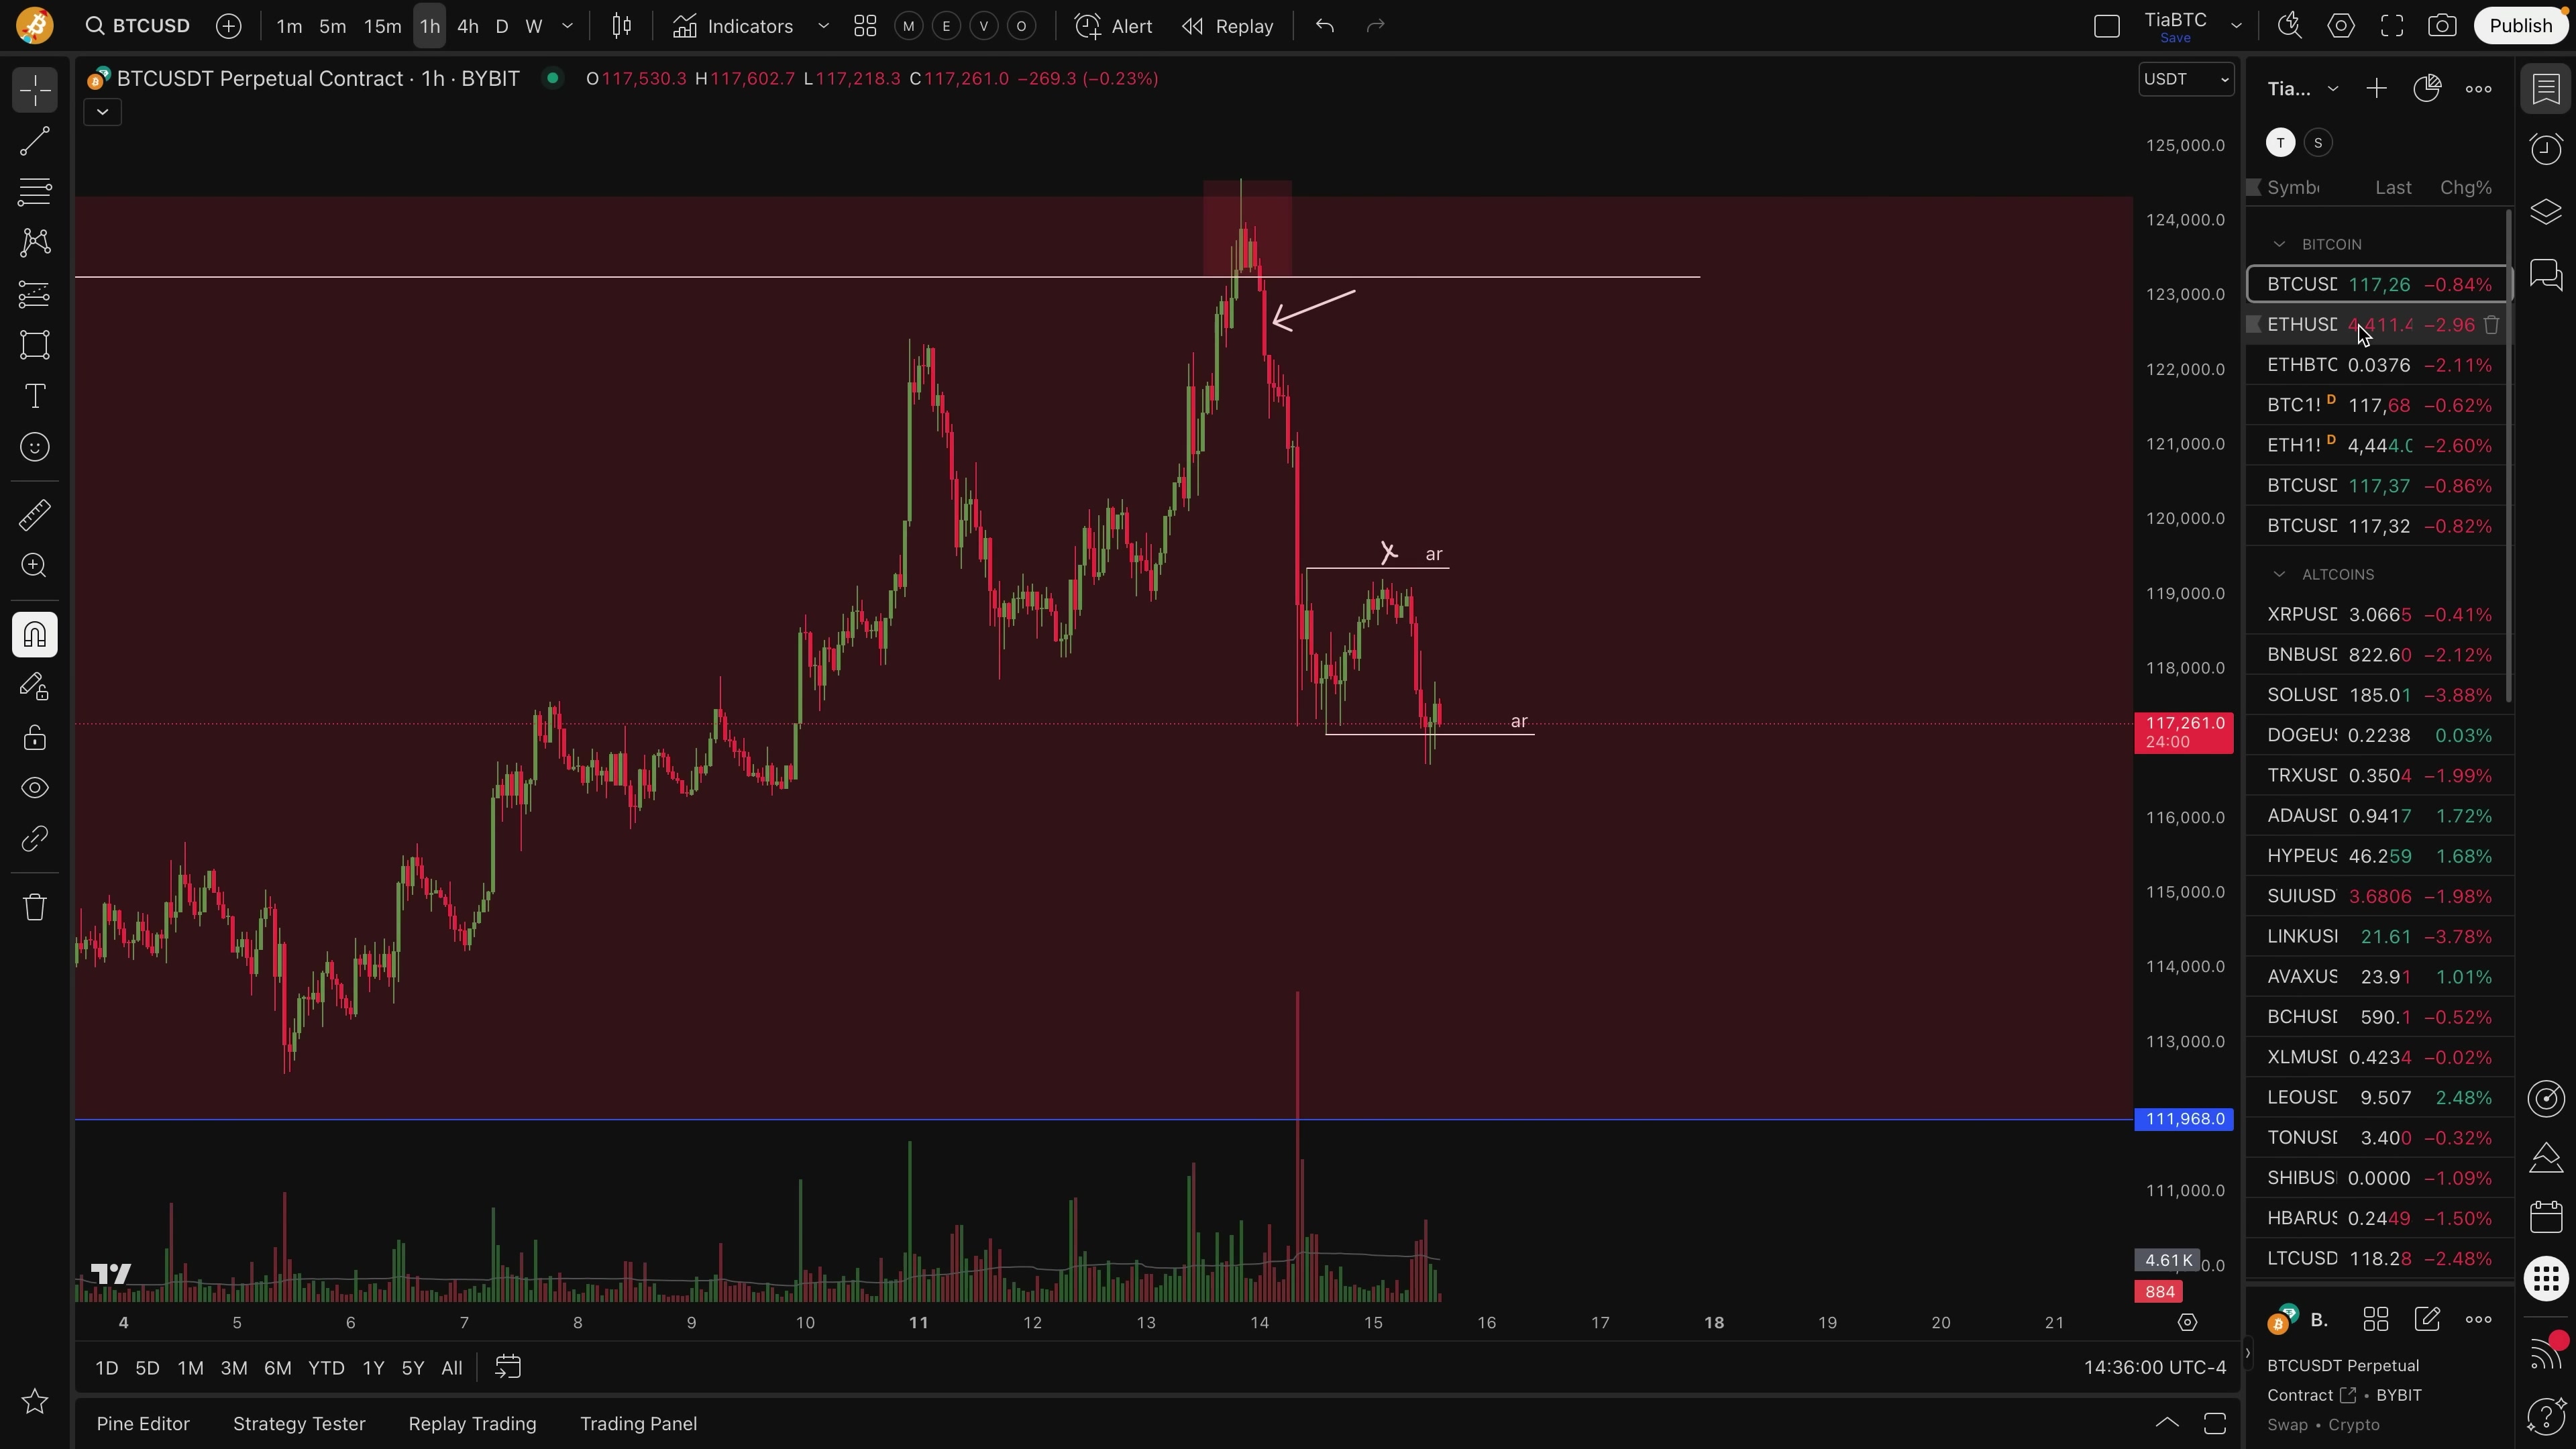 BTCUSD 1m 5m 15m 1h 4h D W Indicators M E V O Alert Replay TiaBTC Publish
Save
BTCUSDT Perpetual Contract · 1h · BYBIT O117,530.3 H117,602.7 L117,218.3 C117,261.0 −269.3 (−0.23%)
USDT
125,000.0
124,000.0
123,000.0
122,000.0
121,000.0
120,000.0
119,000.0
118,000.0
117,261.0
24:00
116,000.0
115,000.0
114,000.0
113,000.0
111,968.0
111,000.0
4.61K
884
x ar
ar
4 5 6 7 8 9 10 11 12 13 14 15 16 17 18 19 20 21
1D 5D 1M 3M 6M YTD 1Y 5Y All 14:36:00 UTC-4
Pine Editor Strategy Tester Replay Trading Trading Panel
Tia...
T S
Symb Last Chg%
BITCOIN
BTCUSD 117,26 −0.84%
ETHUSD 4,411.4 −2.96
ETHBTC 0.0376 −2.11%
BTC1! D 117,68 −0.62%
ETH1! D 4,444.0 −2.60%
BTCUSD 117,37 −0.86%
BTCUSD 117,32 −0.82%
ALTCOINS
XRPUSD 3.0665 −0.41%
BNBUSD 822.60 −2.12%
SOLUSD 185.01 −3.88%
DOGEUS 0.2238 0.03%
TRXUSD 0.3504 −1.99%
ADAUSD 0.9417 1.72%
HYPEUS 46.259 1.68%
SUIUSD 3.6806 −1.98%
LINKUS 21.61 −3.78%
AVAXUS 23.91 1.01%
BCHUSD 590.1 −0.52%
XLMUSD 0.4234 −0.02%
LEOUSD 9.507 2.48%
TONUSD 3.400 −0.32%
SHIBUS 0.0000 −1.09%
HBARUS 0.2449 −1.50%
LTCUSD 118.28 −2.48%
B.
BTCUSDT Perpetual
Contract • BYBIT
Swap • Crypto